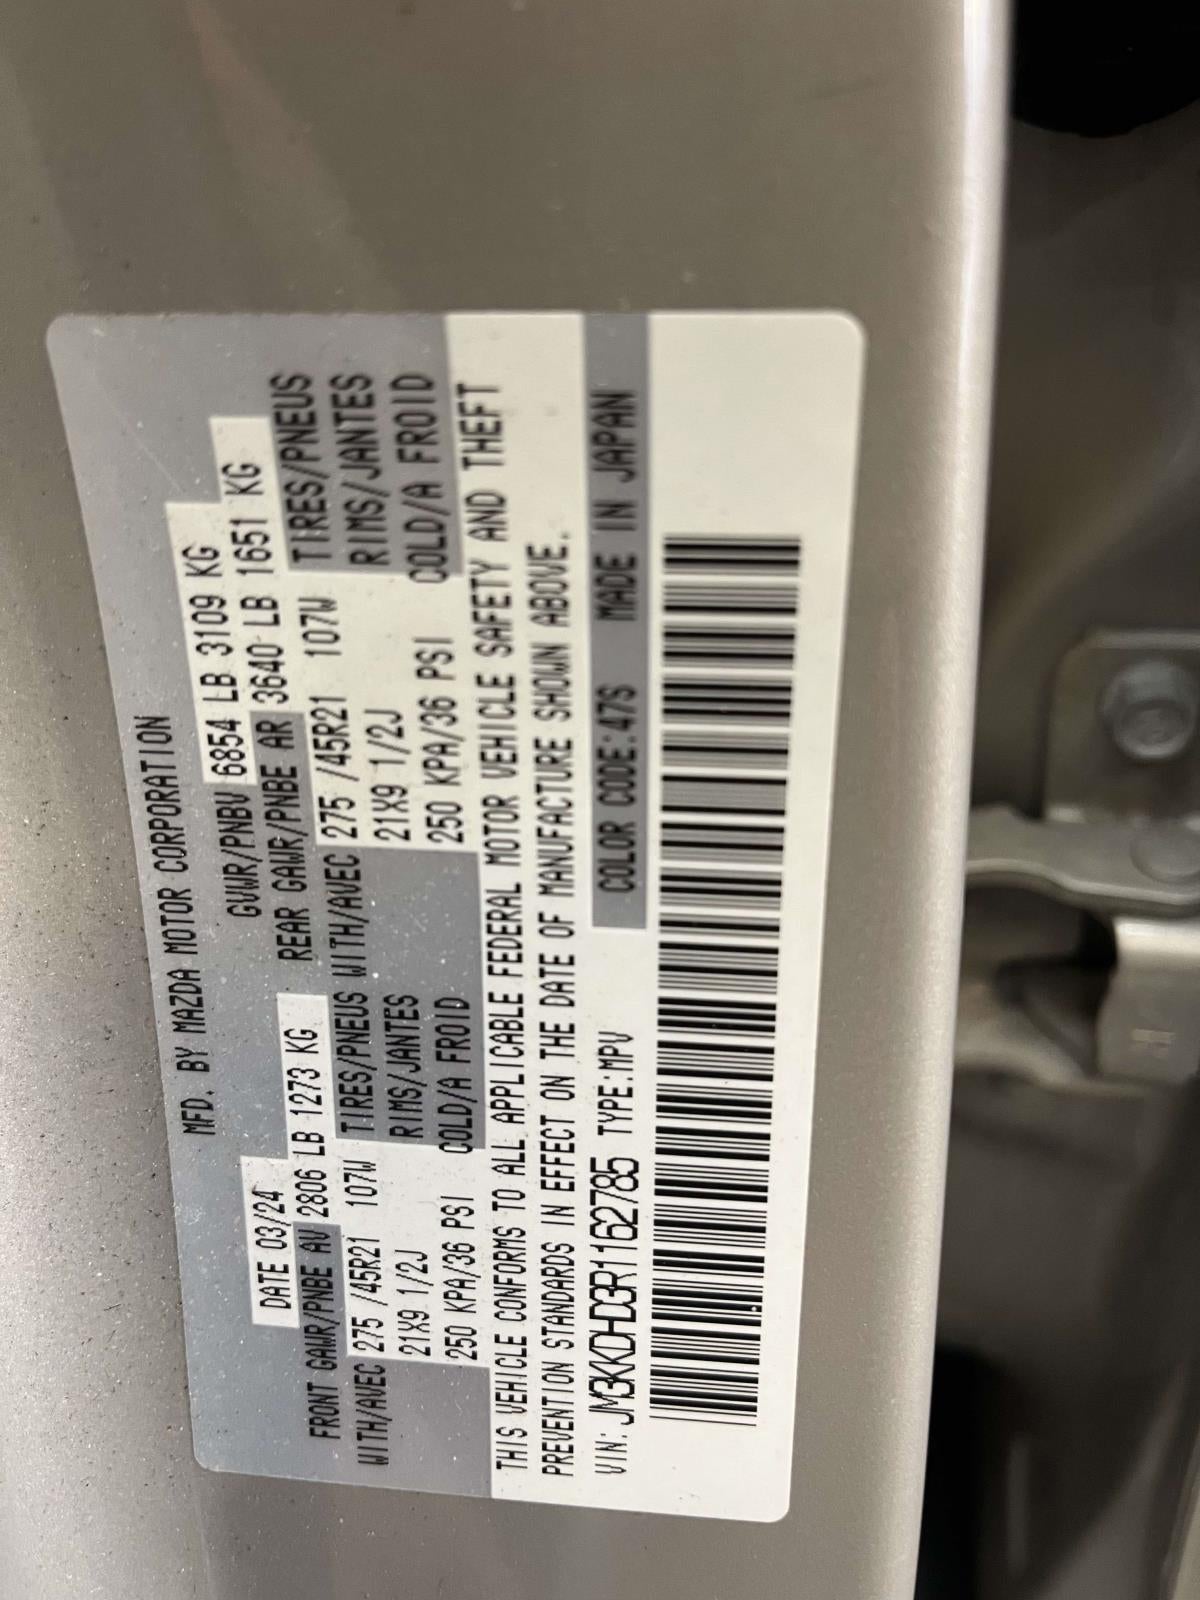 MFD. BY MAZDA MOTOR CORPORATION
DATE 03/24 GVWR/PNBV 6854 LB 3109 KG
FRONT GAWR/PNBE AV 2806 LB 1273 KG REAR GAWR/PNBE AR 3640 LB 1651 KG
WITH/AVEC 275 /45R21 107W TIRES/PNEUS WITH/AVEC 275 /45R21 107W TIRES/PNEUS
21X9 1/2J RIMS/JANTES 21X9 1/2J RIMS/JANTES
250 KPA/36 PSI COLD/A FROID 250 KPA/36 PSI COLD/A FROID
THIS VEHICLE CONFORMS TO ALL APPLICABLE FEDERAL MOTOR VEHICLE SAFETY AND THEFT
PREVENTION STANDARDS IN EFFECT ON THE DATE OF MANUFACTURE SHOWN ABOVE.
VIN: JM3KKDHD3R1162785 TYPE:MPV COLOR CODE:47S MADE IN JAPAN